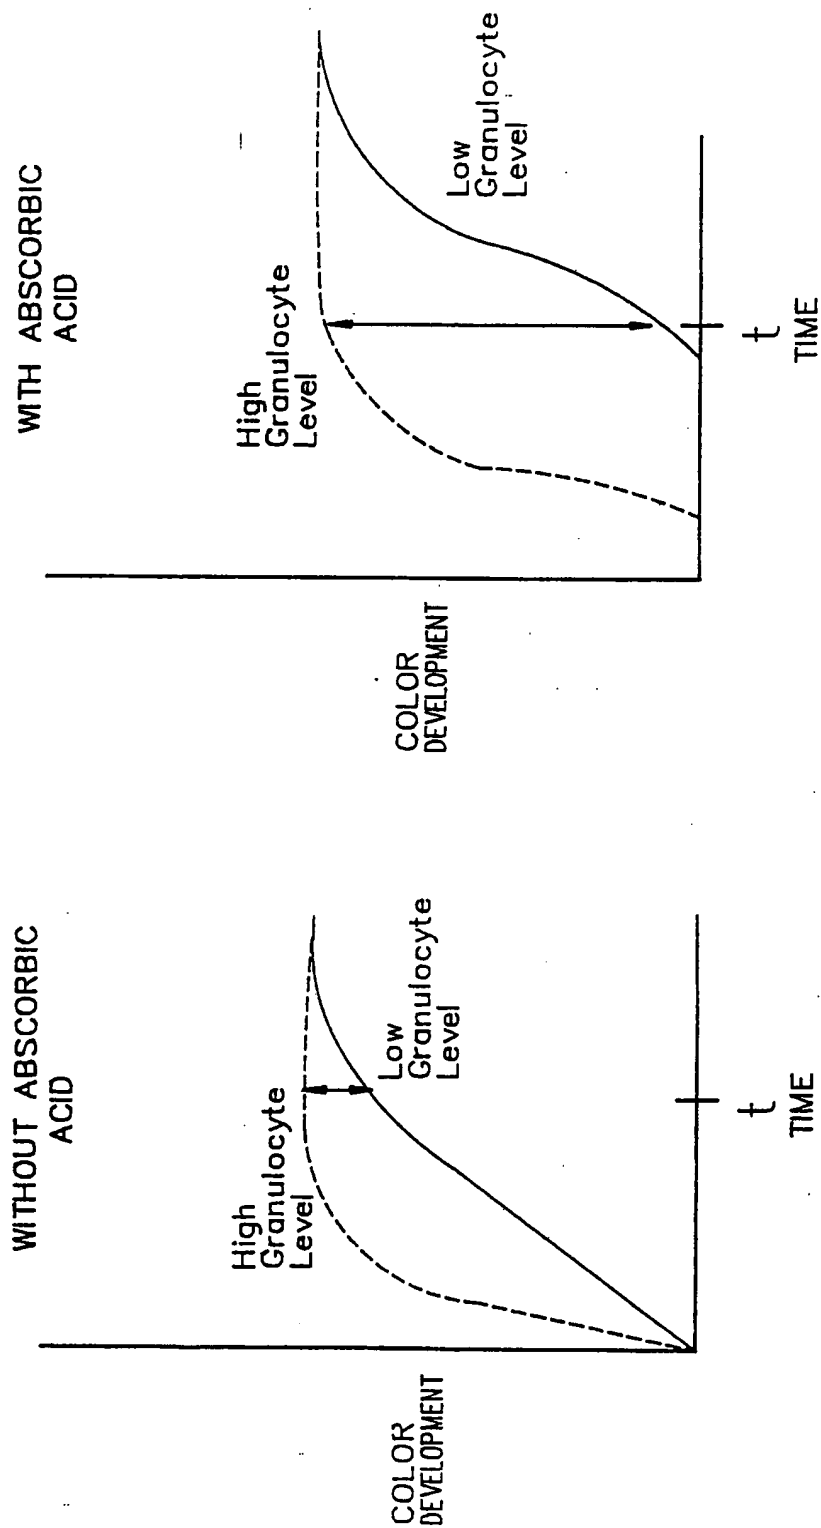 WITHOUT ABSCORBIC
ACID
High
Granulocyte
Level
Low
Granulocyte
Level
COLOR
DEVELOPMENT
t
TIME
WITH ABSCORBIC
ACID
High
Granulocyte
Level
Low
Granulocyte
Level
COLOR
DEVELOPMENT
t
TIME